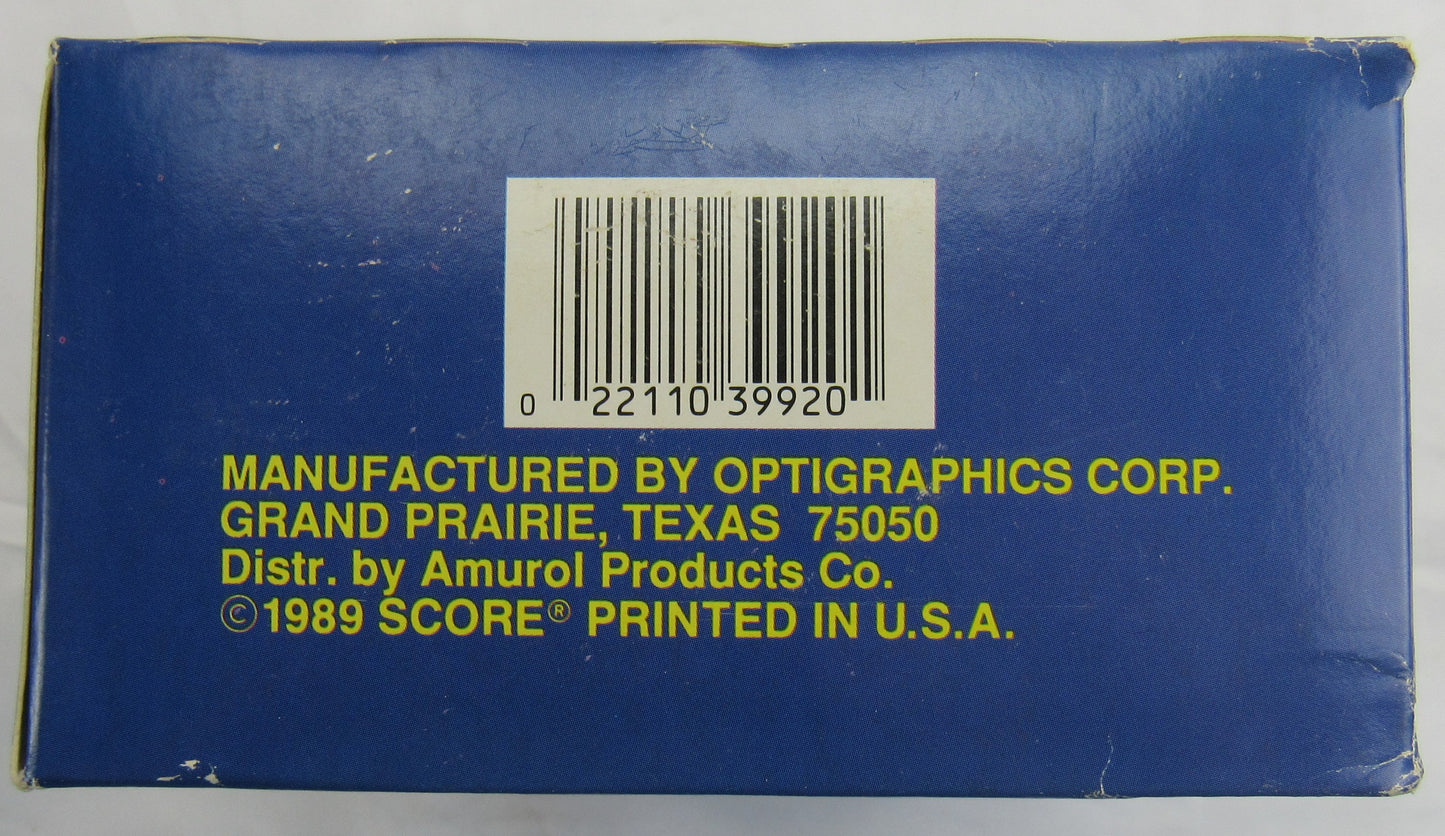 0 22110 39920
MANUFACTURED BY OPTIGRAPHICS CORP.
GRAND PRAIRIE, TEXAS 75050
Distr. by Amurol Products Co.
©1989 SCORE® PRINTED IN U.S.A.